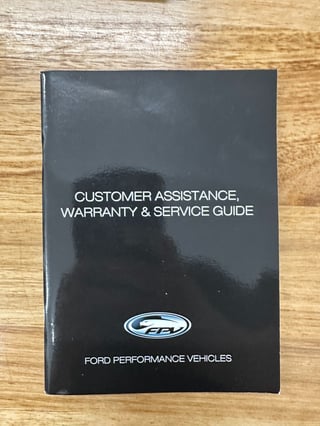 CUSTOMER ASSISTANCE,
WARRANTY & SERVICE GUIDE
FPV
FORD PERFORMANCE VEHICLES